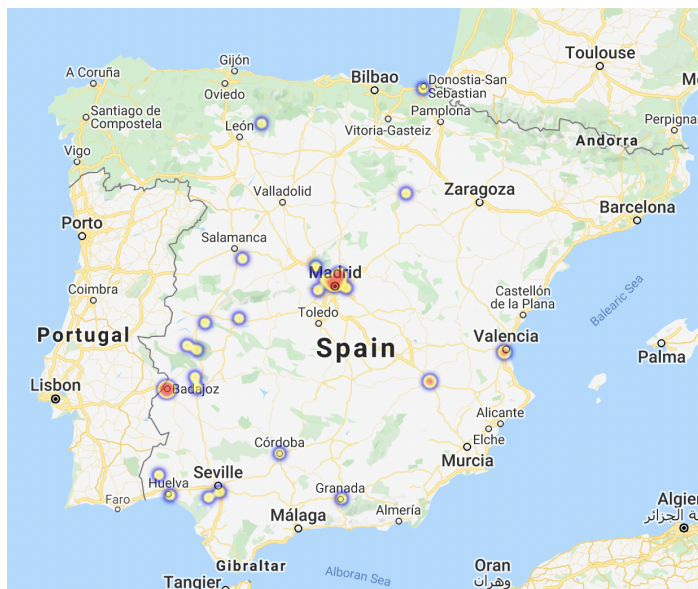 Gijón
Toulouse
A Coruña
Bilbao
Donostia-San
Sebastian
Oviedo
Pamplona
Santiago de
Compostela
Perpigna
León
Vitoria-Gasteiz
Andorra
Vigo
Valladolid
Zaragoza
Barcelona
Porto
Salamanca
Madrid
Coimbra
Castellón
de la Plana
Balearic Sea
Toledo
Portugal
Spain
Valencia
Palma
Lisbon
Badajoz
Alicante
Elche
Córdoba
Murcia
Seville
Huelva
Granada
Faro
Málaga
Almería
Algie
Gibraltar
Oran
وهران
Alboran Sea
Tangier